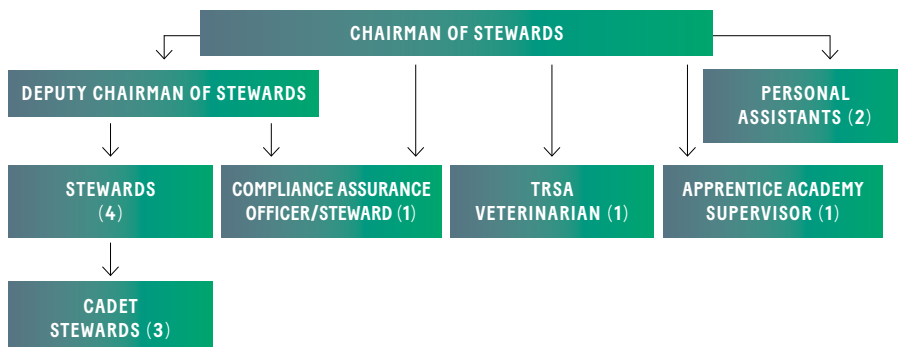 CHAIRMAN OF STEWARDS
DEPUTY CHAIRMAN OF STEWARDS
PERSONAL
ASSISTANTS (2)
STEWARDS
(4)
COMPLIANCE ASSURANCE
OFFICER/STEWARD (1)
TRSA
VETERINARIAN (1)
APPRENTICE ACADEMY
SUPERVISOR (1)
CADET
STEWARDS (3)